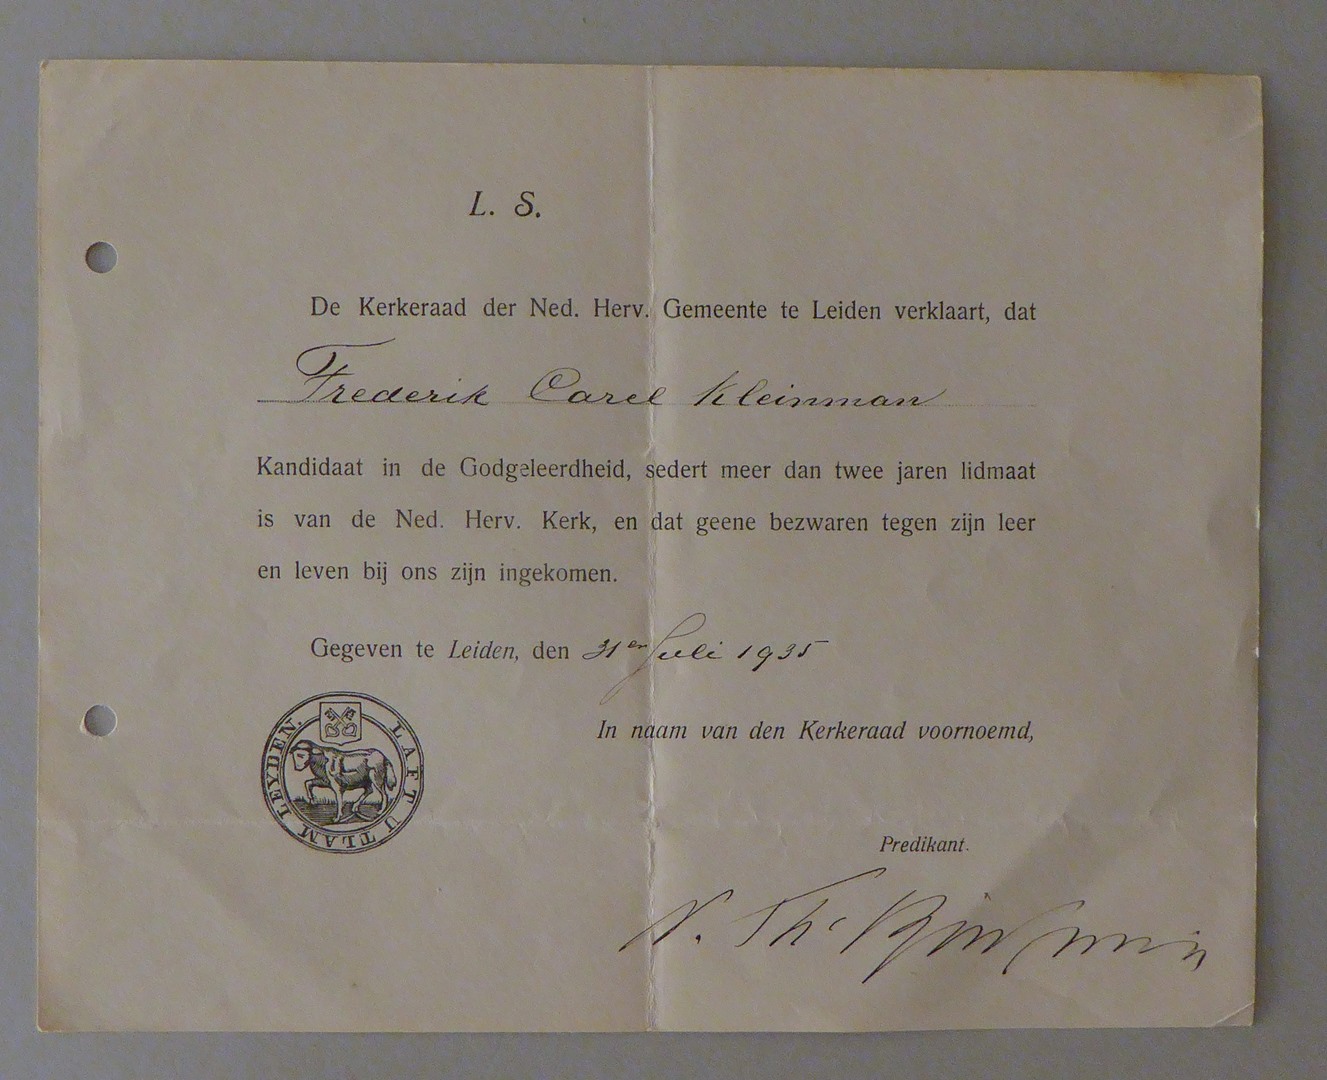 L. S.
De Kerkeraad der Ned. Herv. Gemeente te Leiden verklaart, dat
Frederik Carel Kleinman
Kandidaat in de Godgeleerdheid, sedert meer dan twee jaren lidmaat
is van de Ned. Herv. Kerk, en dat geene bezwaren tegen zijn leer
en leven bij ons zijn ingekomen.
Gegeven te Leiden, den 31en Juli 1935
LAFT UTLAM LEYDEN.
In naam van den Kerkeraad voornoemd,
Predikant.